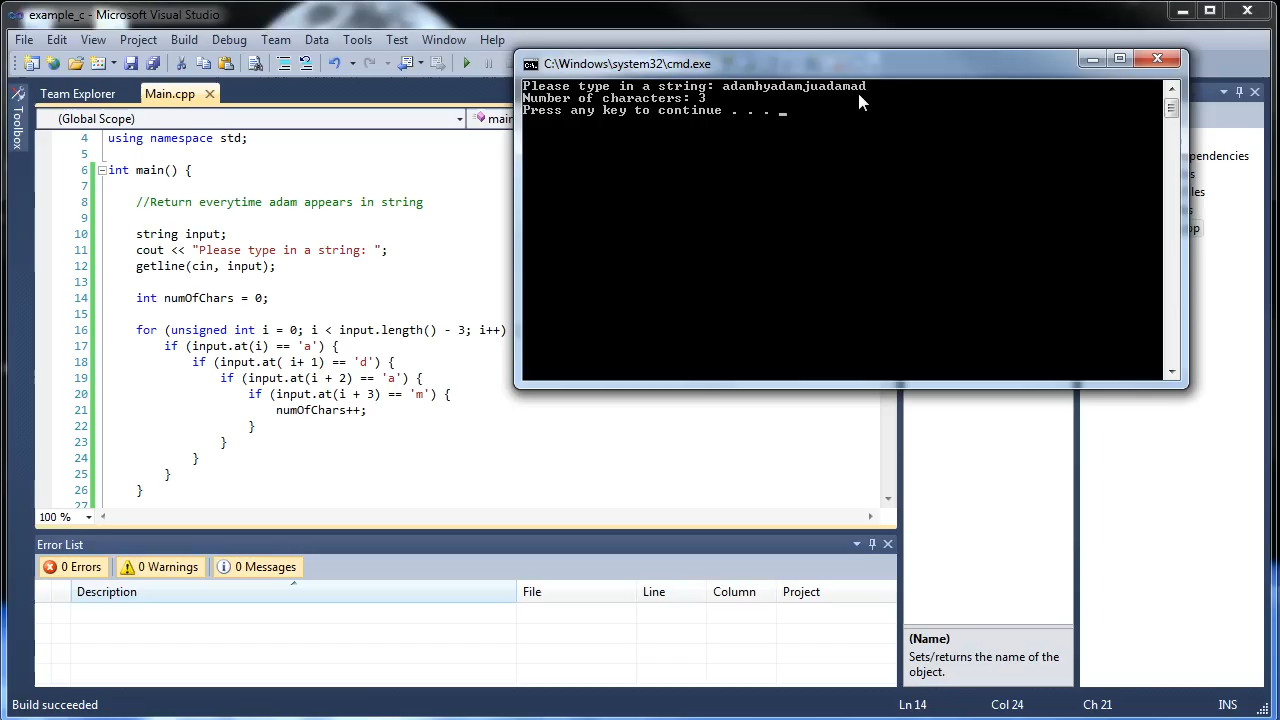 example_c - Microsoft Visual Studio
File Edit View Project Build Debug Team Data Tools Test Window Help
C:\Windows\system32\cmd.exe
Please type in a string: adamhyadamjuadamad
Number of characters: 3
Press any key to continue . . . _
Team Explorer Main.cpp
Toolbox
(Global Scope) main
4 using namespace std;
5
6 int main() {
7
8 //Return everytime adam appears in string
9
10 string input;
11 cout << "Please type in a string: ";
12 getline(cin, input);
13
14 int numOfChars = 0;
15
16 for (unsigned int i = 0; i < input.length() - 3; i++)
17 if (input.at(i) == 'a') {
18 if (input.at( i+ 1) == 'd') {
19 if (input.at(i + 2) == 'a') {
20 if (input.at(i + 3) == 'm') {
21 numOfChars++;
22 }
23 }
24 }
25 }
26 }
27
100 %
ependencies
s
les
s
pp
Error List
0 Errors 0 Warnings 0 Messages
Description File Line Column Project
(Name)
Sets/returns the name of the
object.
Build succeeded Ln 14 Col 24 Ch 21 INS